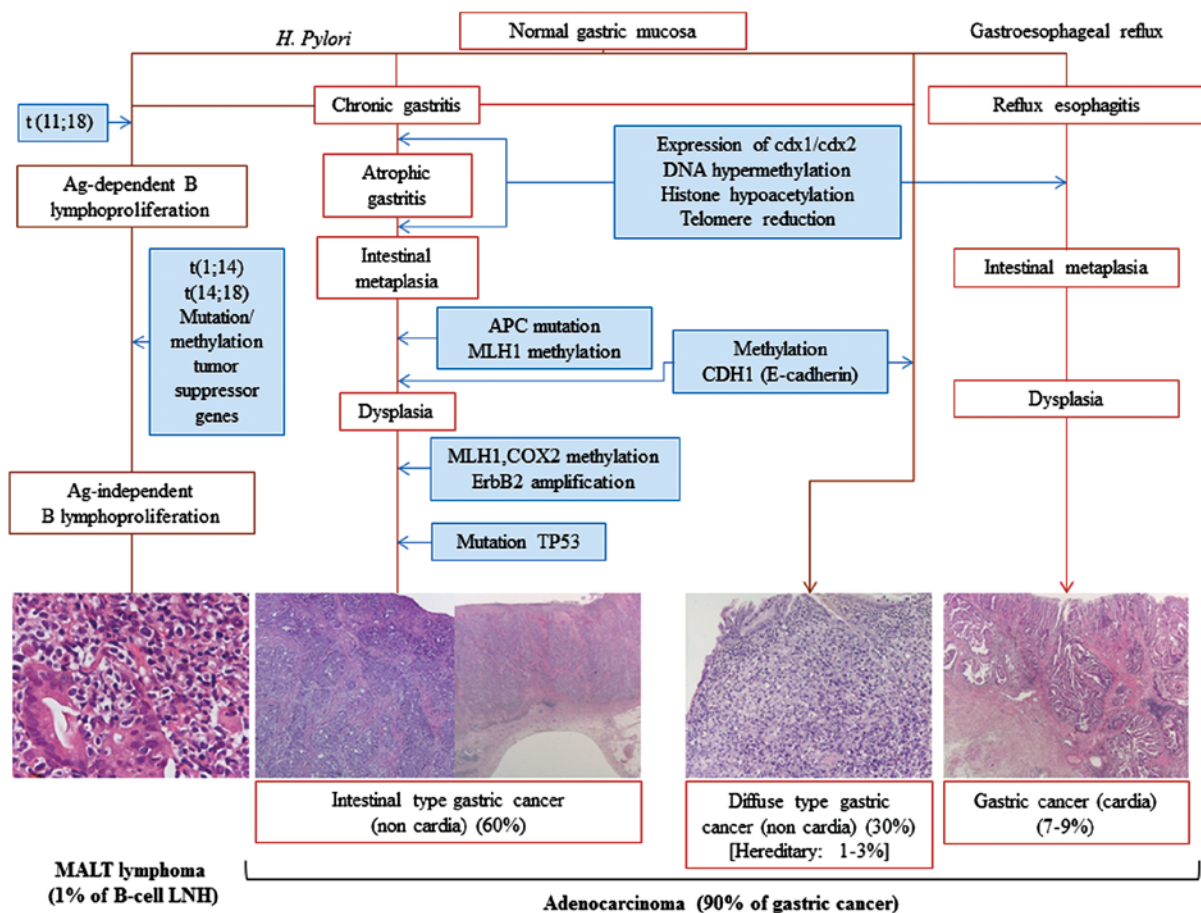 H. Pylori
Normal gastric mucosa
Gastroesophageal reflux
Chronic gastritis
Reflux esophagitis
t (11;18)
Expression of cdx1/cdx2
DNA hypermethylation
Histone hypoacetylation
Telomere reduction
Ag-dependent B
lymphoproliferation
Atrophic
gastritis
Intestinal
metaplasia
Intestinal metaplasia
t(1;14)
t(14;18)
Mutation/
methylation
tumor
suppressor
genes
APC mutation
MLH1 methylation
Methylation
CDH1 (E-cadherin)
Dysplasia
Dysplasia
MLH1,COX2 methylation
ErbB2 amplification
Ag-independent
B lymphoproliferation
Mutation TP53
Intestinal type gastric cancer
(non cardia) (60%)
Diffuse type gastric
cancer (non cardia) (30%)
[Hereditary: 1-3%]
Gastric cancer (cardia)
(7-9%)
MALT lymphoma
(1% of B-cell LNH)
Adenocarcinoma (90% of gastric cancer)